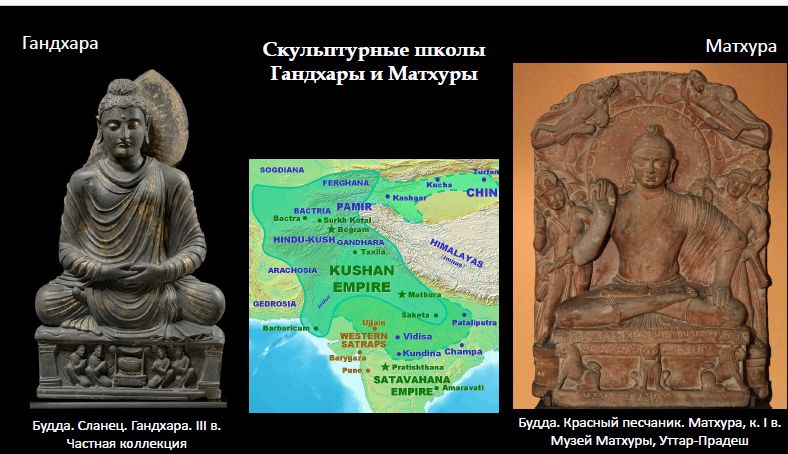 Гандхара
Скульптурные школы
Гандхары и Матхуры
Матхура
SOGDIANA
FERGHANA
Turfan
Kucha
CHIN
Kashgar
PAMIR
BACTRIA
Bactra
Surkh Kotal
Begram
HINDU-KUSH
GANDHARA
Taxila
HIMALAYAS
ARACHOSIA
KUSHAN
EMPIRE
Mathura
GEDROSIA
Indus
Saketa
Pataliputra
Barbaricum
Ujjain
WESTERN
SATRAPS
Vidisa
Kundina
Champa
Barygaza
Pune
Pratishthana
SATAVAHANA
EMPIRE
Amaravati
Будда. Сланец. Гандхара. III в.
Частная коллекция
Будда. Красный песчаник. Матхура, к. I в.
Музей Матхуры, Уттар-Прадеш